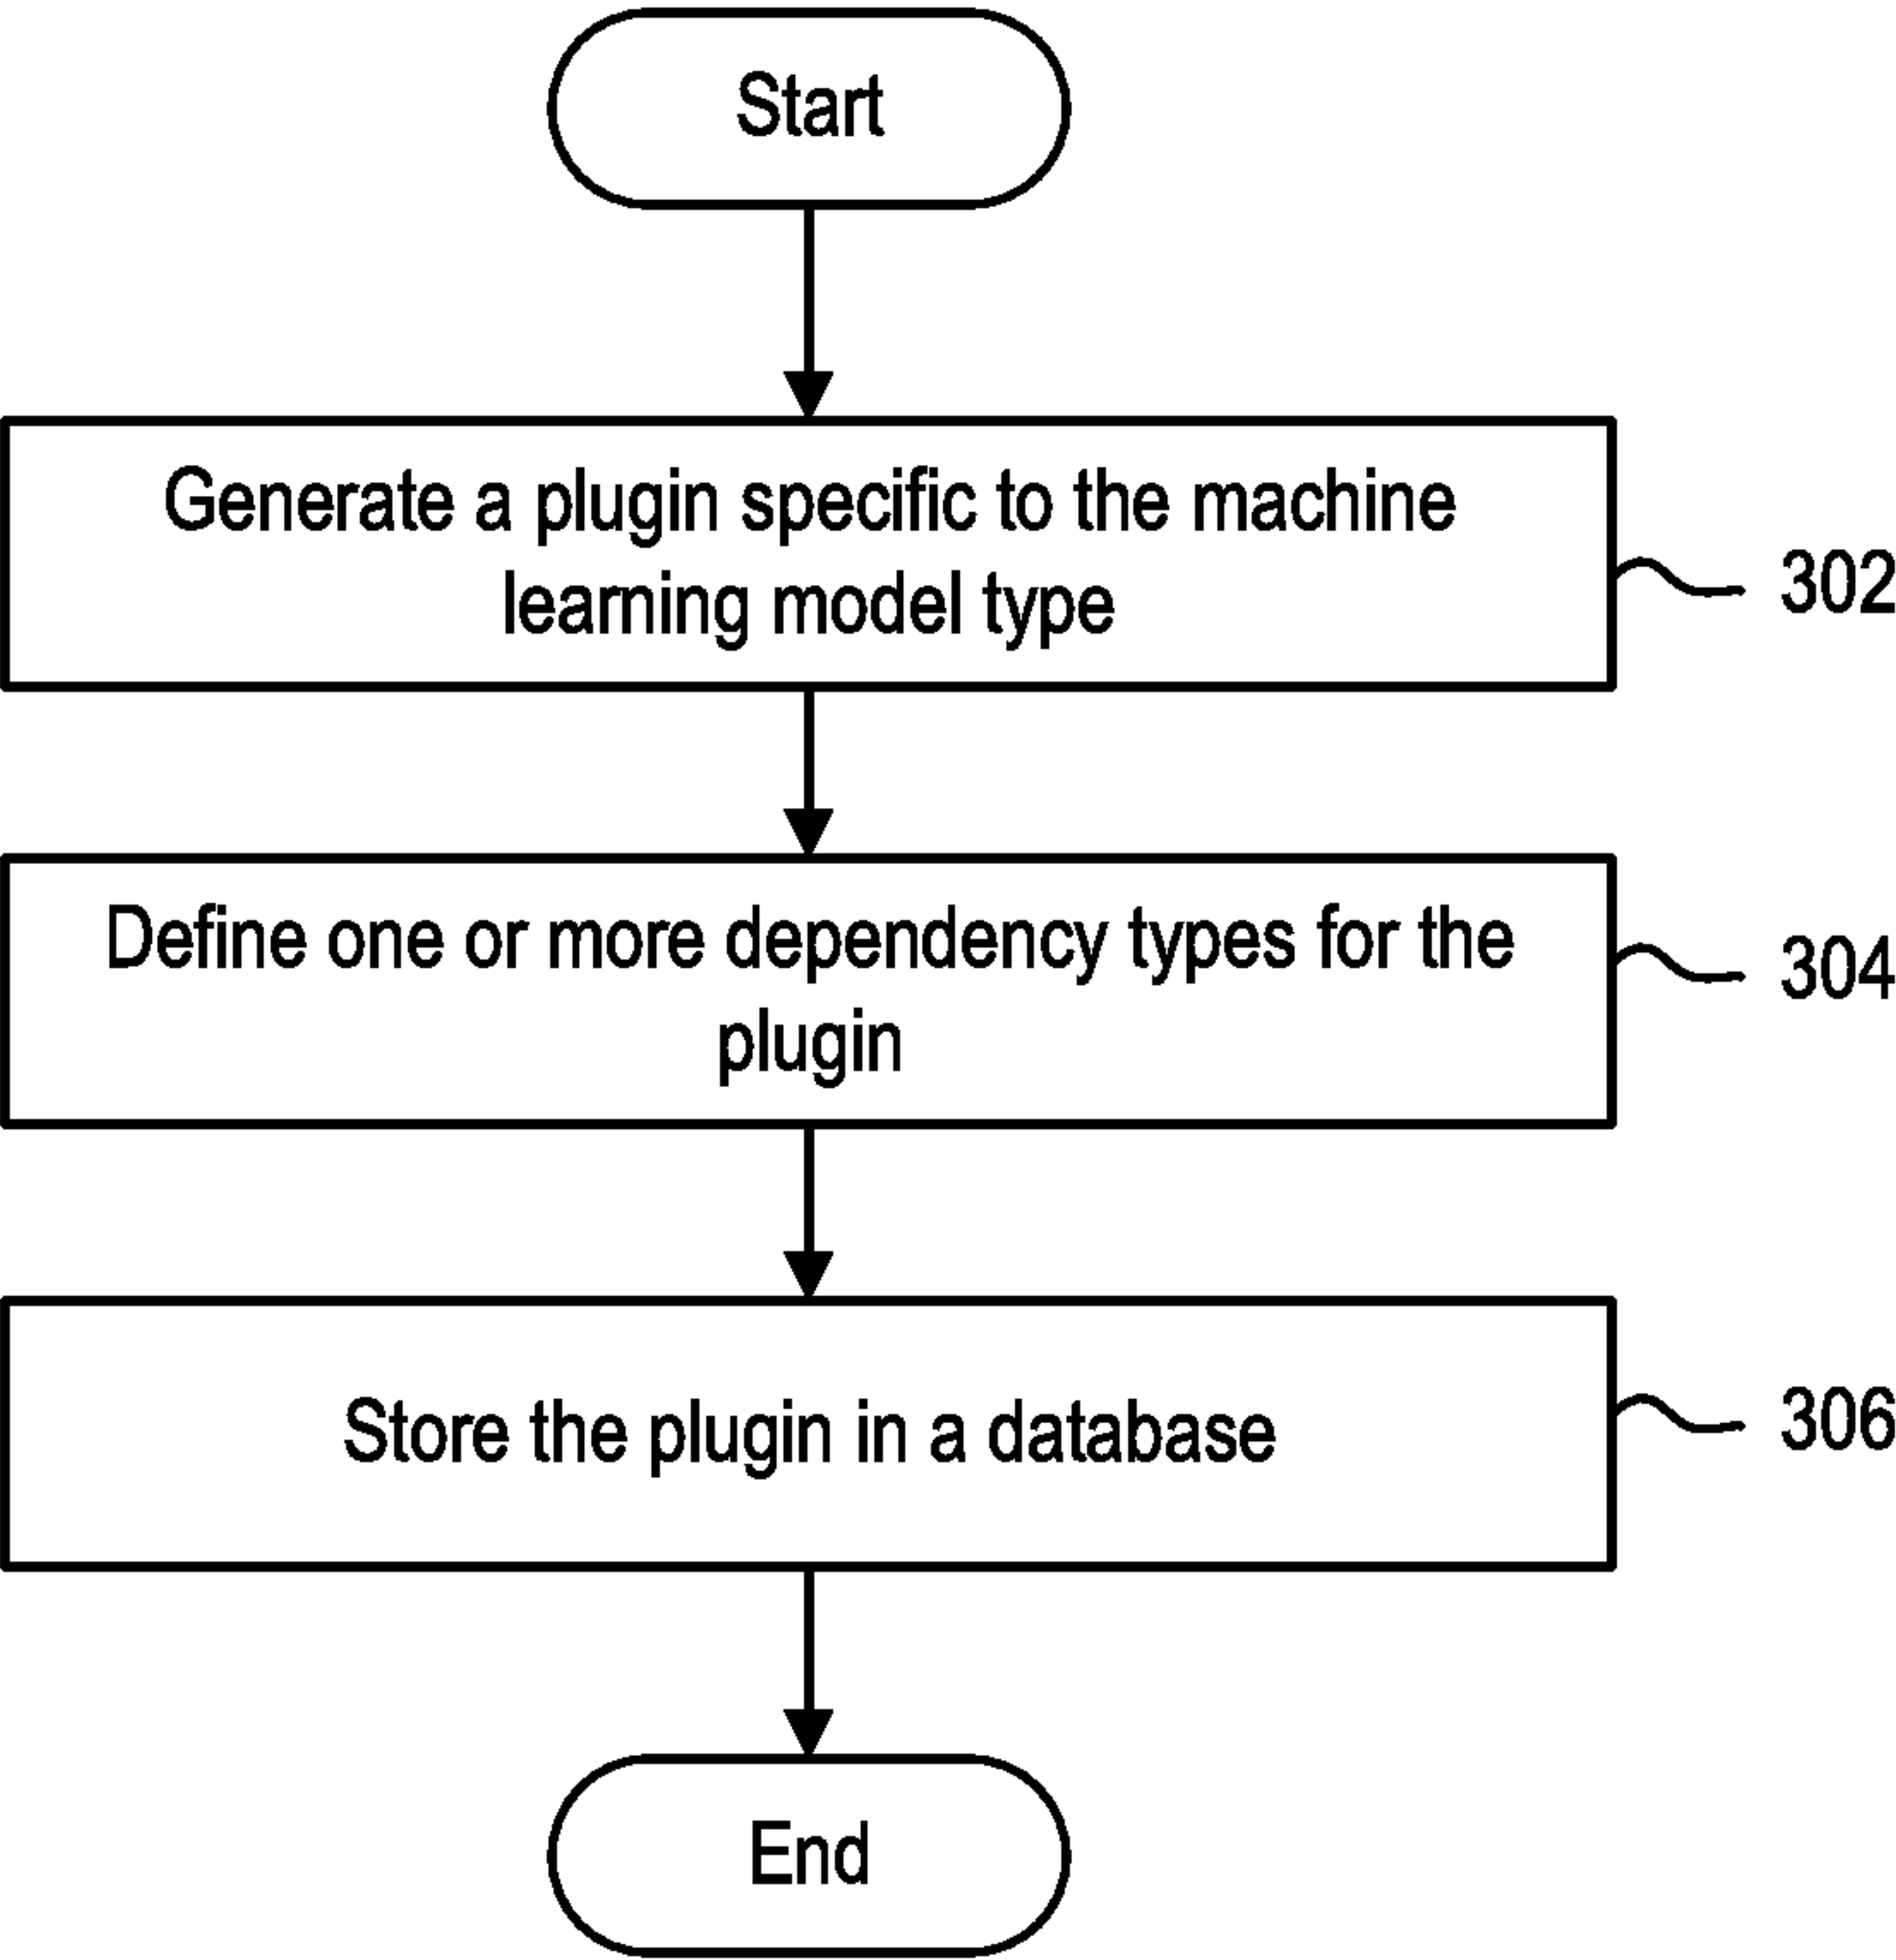 Start
Generate a plugin specific to the machine
learning model type
302
Define one or more dependency types for the
plugin
304
Store the plugin in a database
306
End